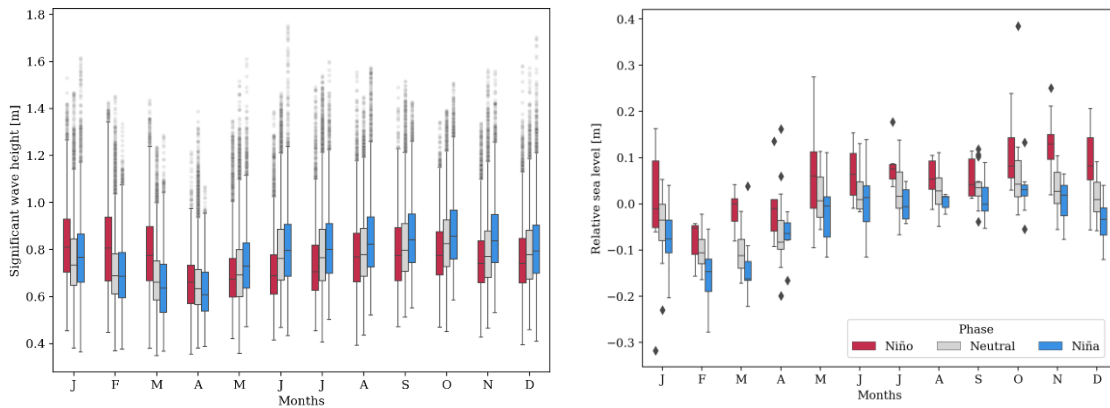 Significant wave height [m]
1.8
1.6
1.4
1.2
1.0
0.8
0.6
0.4
J F M A M J J A S O N D
Months
Relative sea level [m]
0.4
0.3
0.2
0.1
0.0
−0.1
−0.2
−0.3
Phase
Niño Neutral Niña
J F M A M J J A S O N D
Months